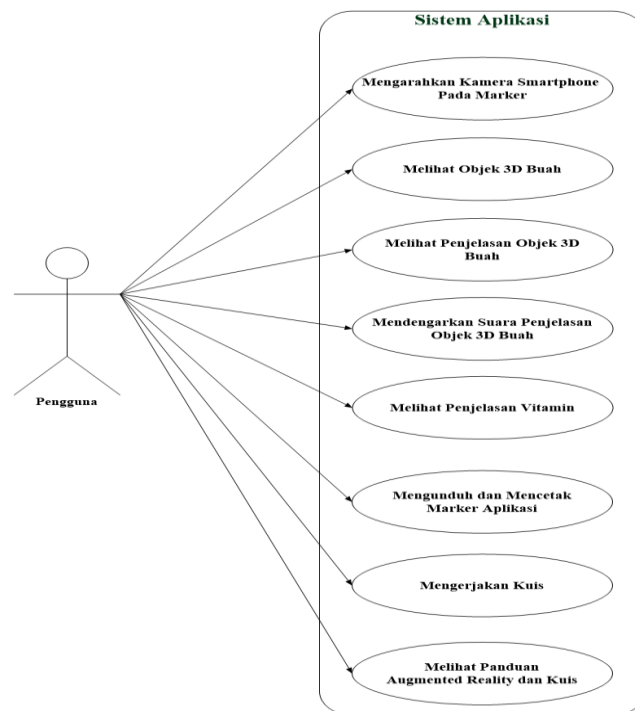 Sistem Aplikasi
Mengarahkan Kamera Smartphone
Pada Marker
Melihat Objek 3D Buah
Melihat Penjelasan Objek 3D
Buah
Mendengarkan Suara Penjelasan
Objek 3D Buah
Pengguna
Melihat Penjelasan Vitamin
Mengunduh dan Mencetak
Marker Aplikasi
Mengerjakan Kuis
Melihat Panduan
Augmented Reality dan Kuis